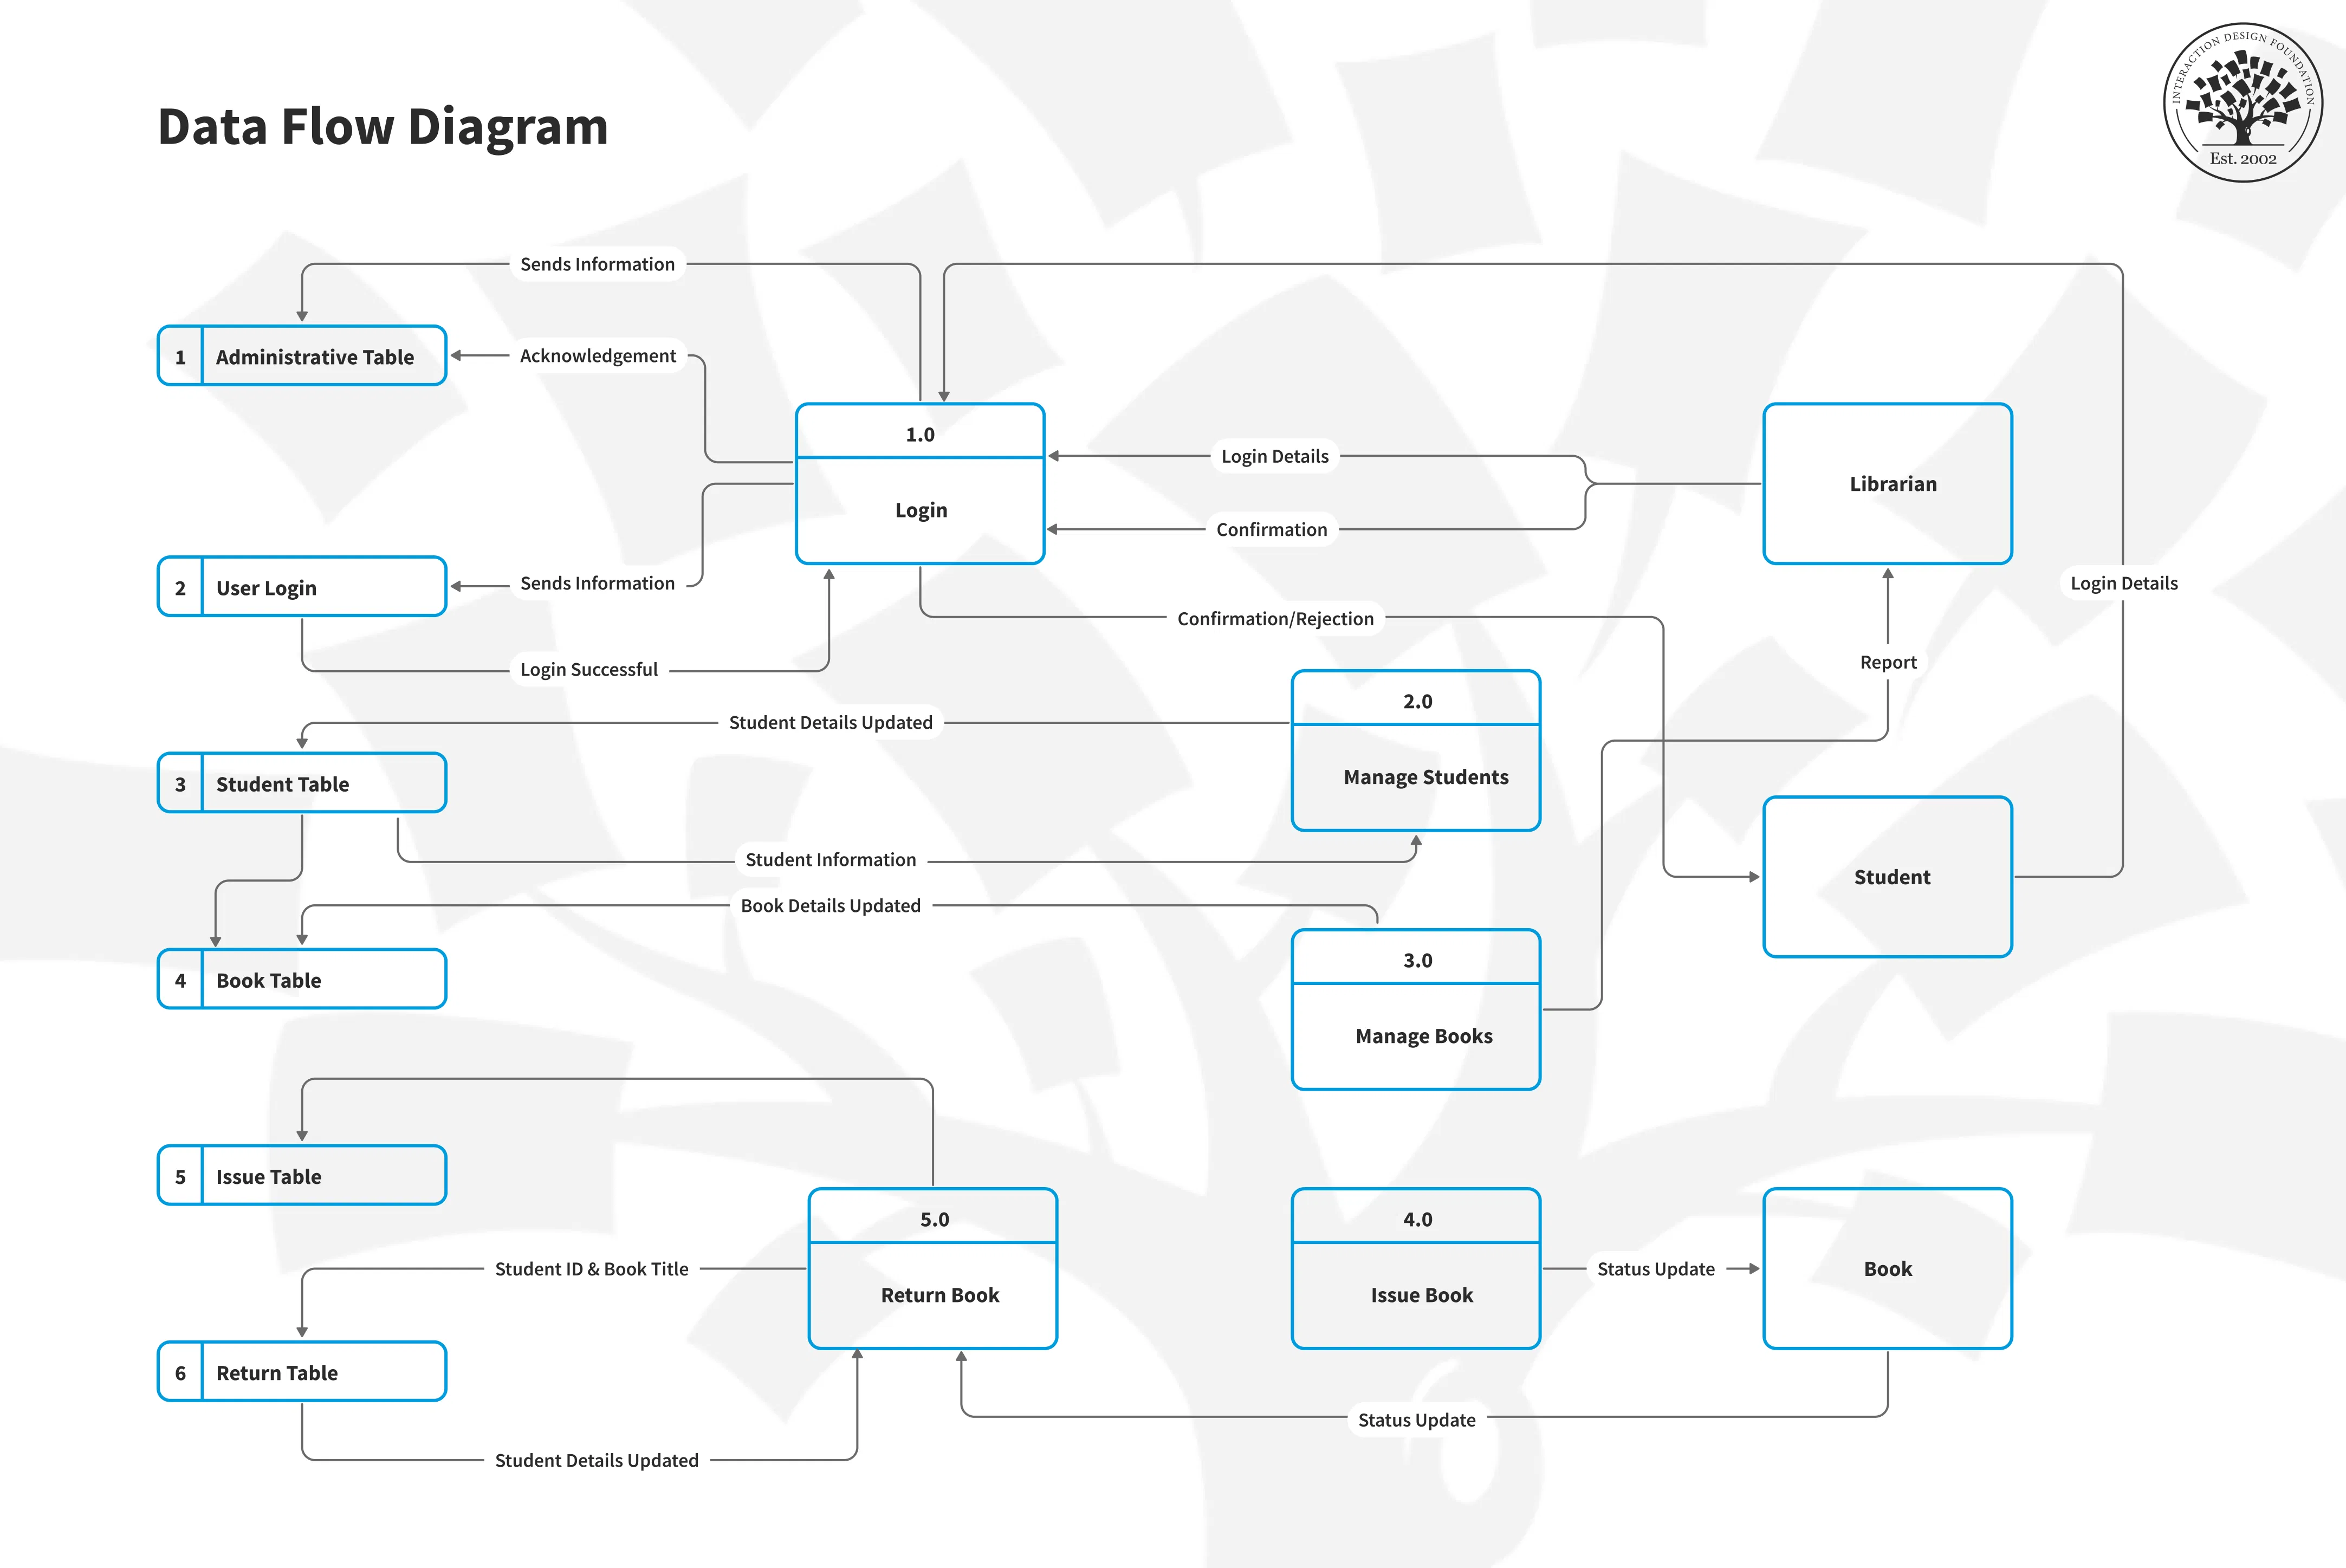 INTERACTION DESIGN FOUNDATION
Est. 2002
Data Flow Diagram
Sends Information
1 Administrative Table
Acknowledgement
1.0
Login
Login Details
Confirmation
Librarian
2 User Login
Sends Information
Login Details
Confirmation/Rejection
Login Successful
Report
2.0
Manage Students
Student Details Updated
3 Student Table
Student Information
Student
Book Details Updated
3.0
Manage Books
4 Book Table
5 Issue Table
5.0
Return Book
4.0
Issue Book
Status Update
Book
Student ID & Book Title
6 Return Table
Status Update
Student Details Updated